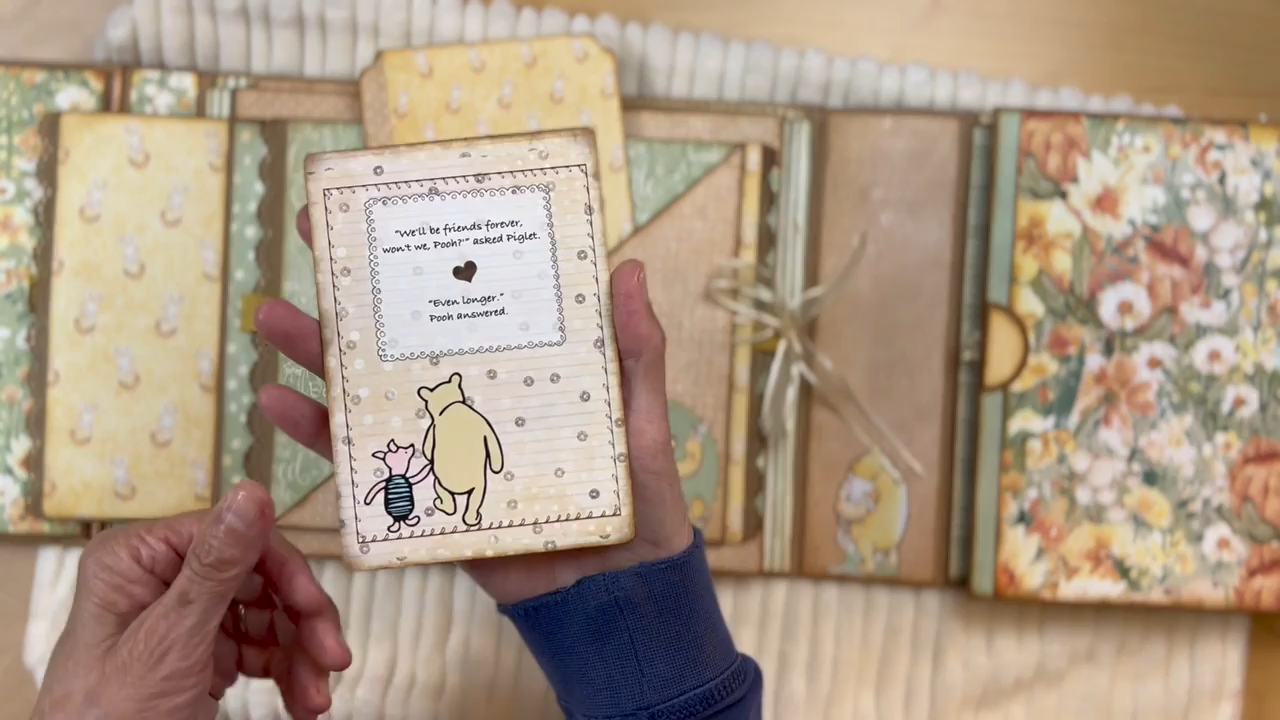 "We'll be friends forever,
won't we, Pooh?'" asked Piglet.
"Even longer."
Pooh answered.